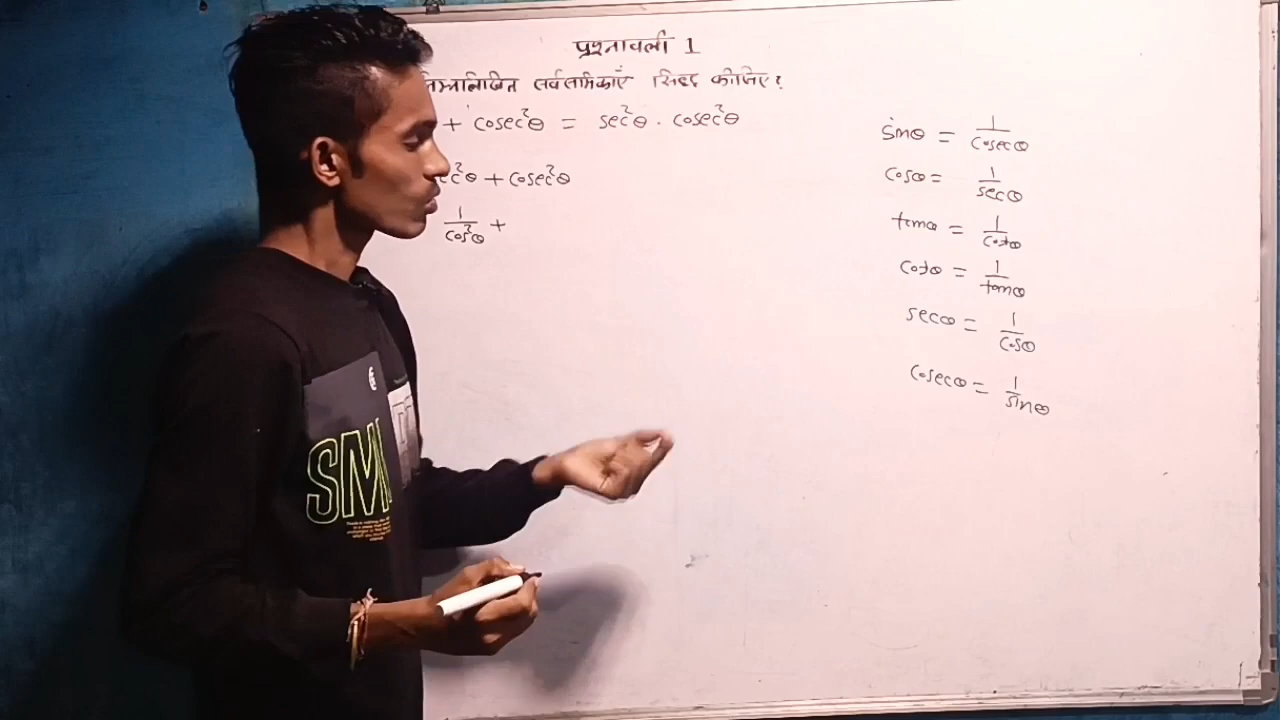 प्रश्नावली 1
सर्वसमिकाएँ सिद्ध कीजिए?
+ cosec²θ = sec²θ . cosec²θ
c²θ + cosec²θ
1/cos²θ +
sinθ = 1/cosecθ
cosθ = 1/secθ
tanθ = 1/cotθ
cotθ = 1/tanθ
secθ = 1/cosθ
cosecθ = 1/sinθ